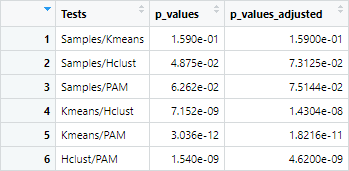 Tests p_values p_values_adjusted
1 Samples/Kmeans 1.590e-01 1.5900e-01
2 Samples/Hclust 4.875e-02 7.3125e-02
3 Samples/PAM 6.262e-02 7.5144e-02
4 Kmeans/Hclust 7.152e-09 1.4304e-08
5 Kmeans/PAM 3.036e-12 1.8216e-11
6 Hclust/PAM 1.540e-09 4.6200e-09